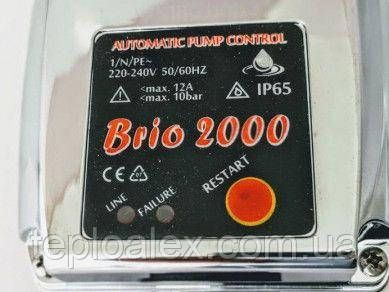 AUTOMATIC PUMP CONTROL
1/N/PE~
220-240V 50/60HZ
<max. 12A
<max. 10bar
IP65
Brio 2000
CE
LINE
FAILURE
RESTART
teploalex.com.ua